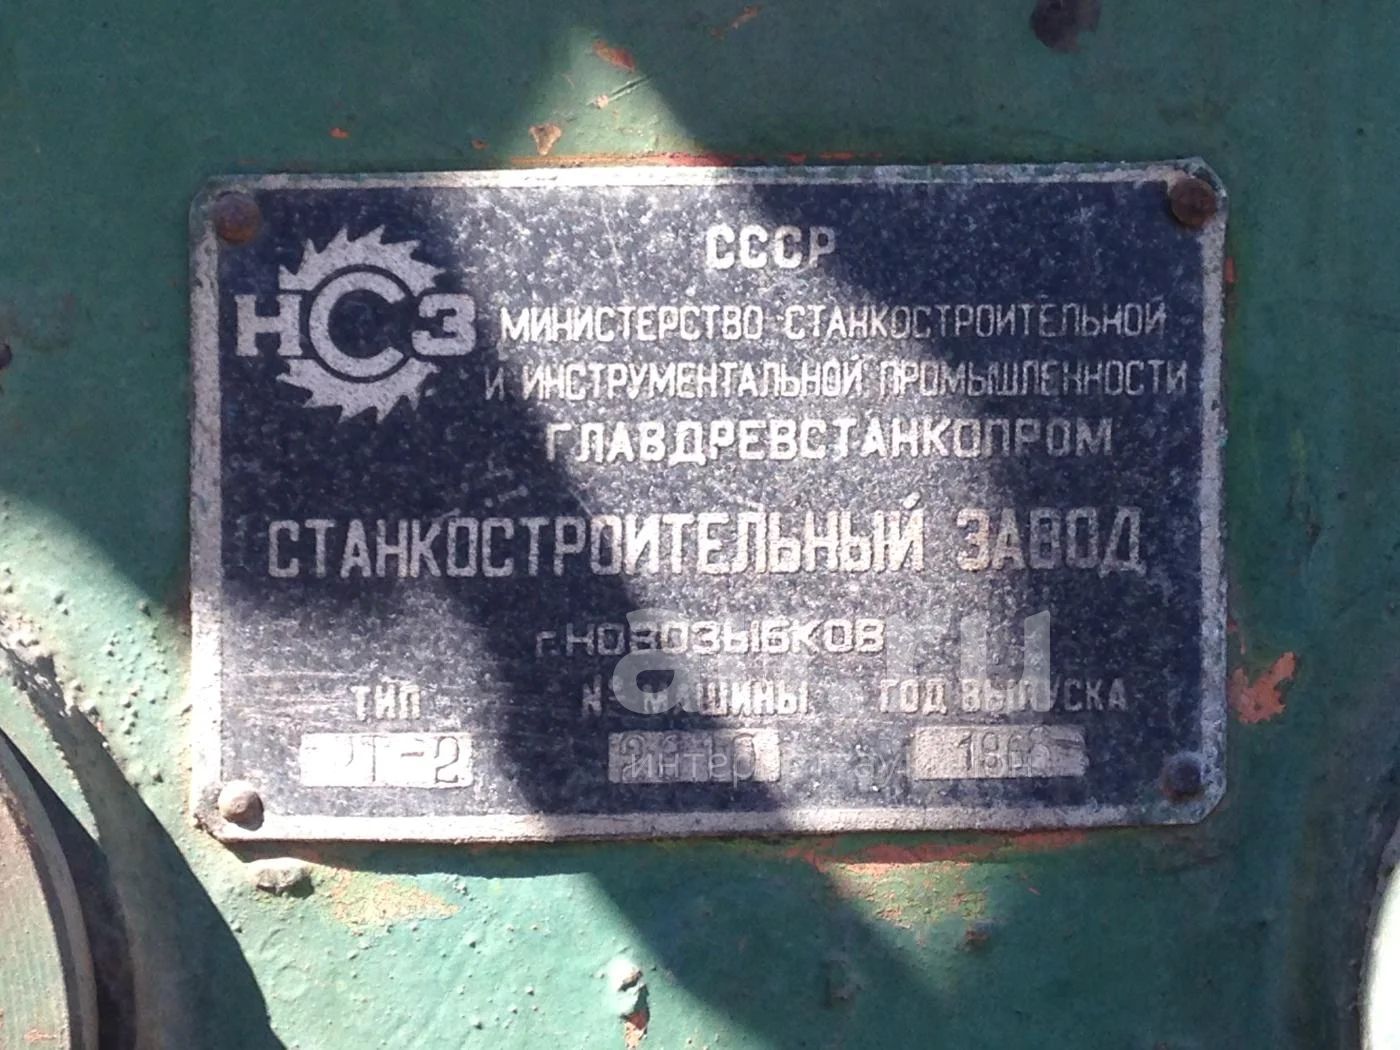 СССР
НСЗ
МИНИСТЕРСТВО СТАНКОСТРОИТЕЛЬНОЙ
И ИНСТРУМЕНТАЛЬНОЙ ПРОМЫШЛЕННОСТИ
ГЛАВДРЕВСТАНКОПРОМ
СТАНКОСТРОИТЕЛЬНЫЙ ЗАВОД
г. НОВОЗЫБКОВ
ТИП № МАШИНЫ ГОД ВЫПУСКА